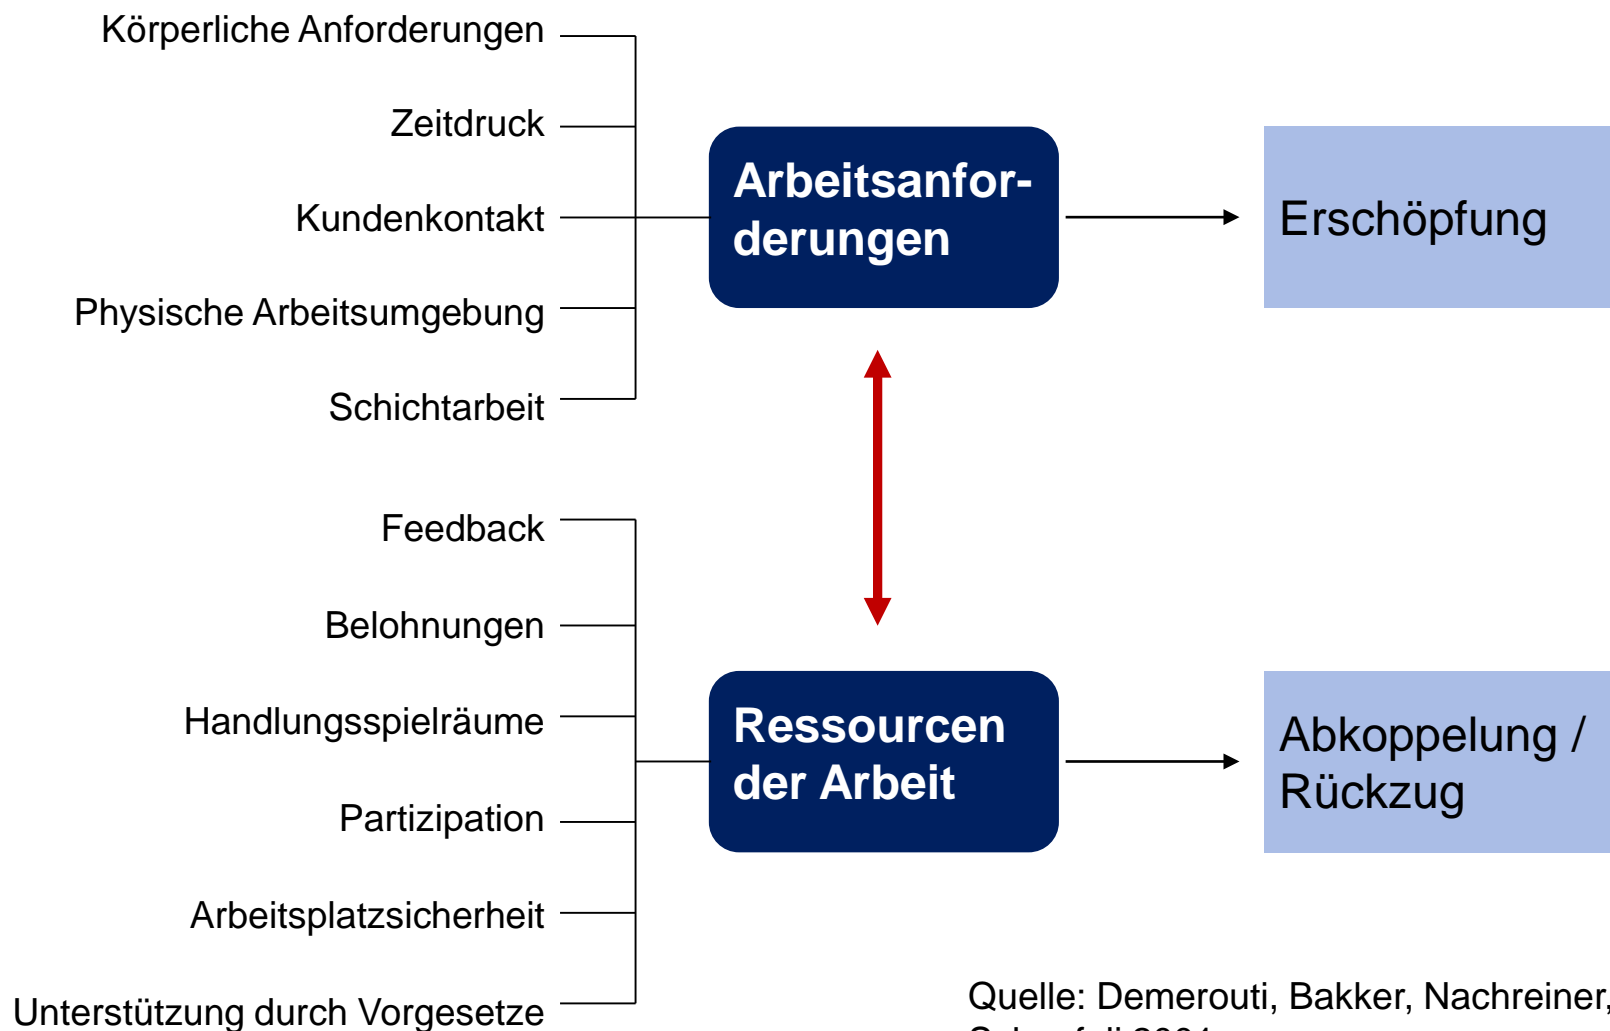 Körperliche Anforderungen
Zeitdruck
Kundenkontakt
Physische Arbeitsumgebung
Schichtarbeit
Arbeitsanfor-
derungen
Erschöpfung
Feedback
Belohnungen
Handlungsspielräume
Partizipation
Arbeitsplatzsicherheit
Unterstützung durch Vorgesetze
Ressourcen
der Arbeit
Abkoppelung /
Rückzug
Quelle: Demerouti, Bakker, Nachreiner,